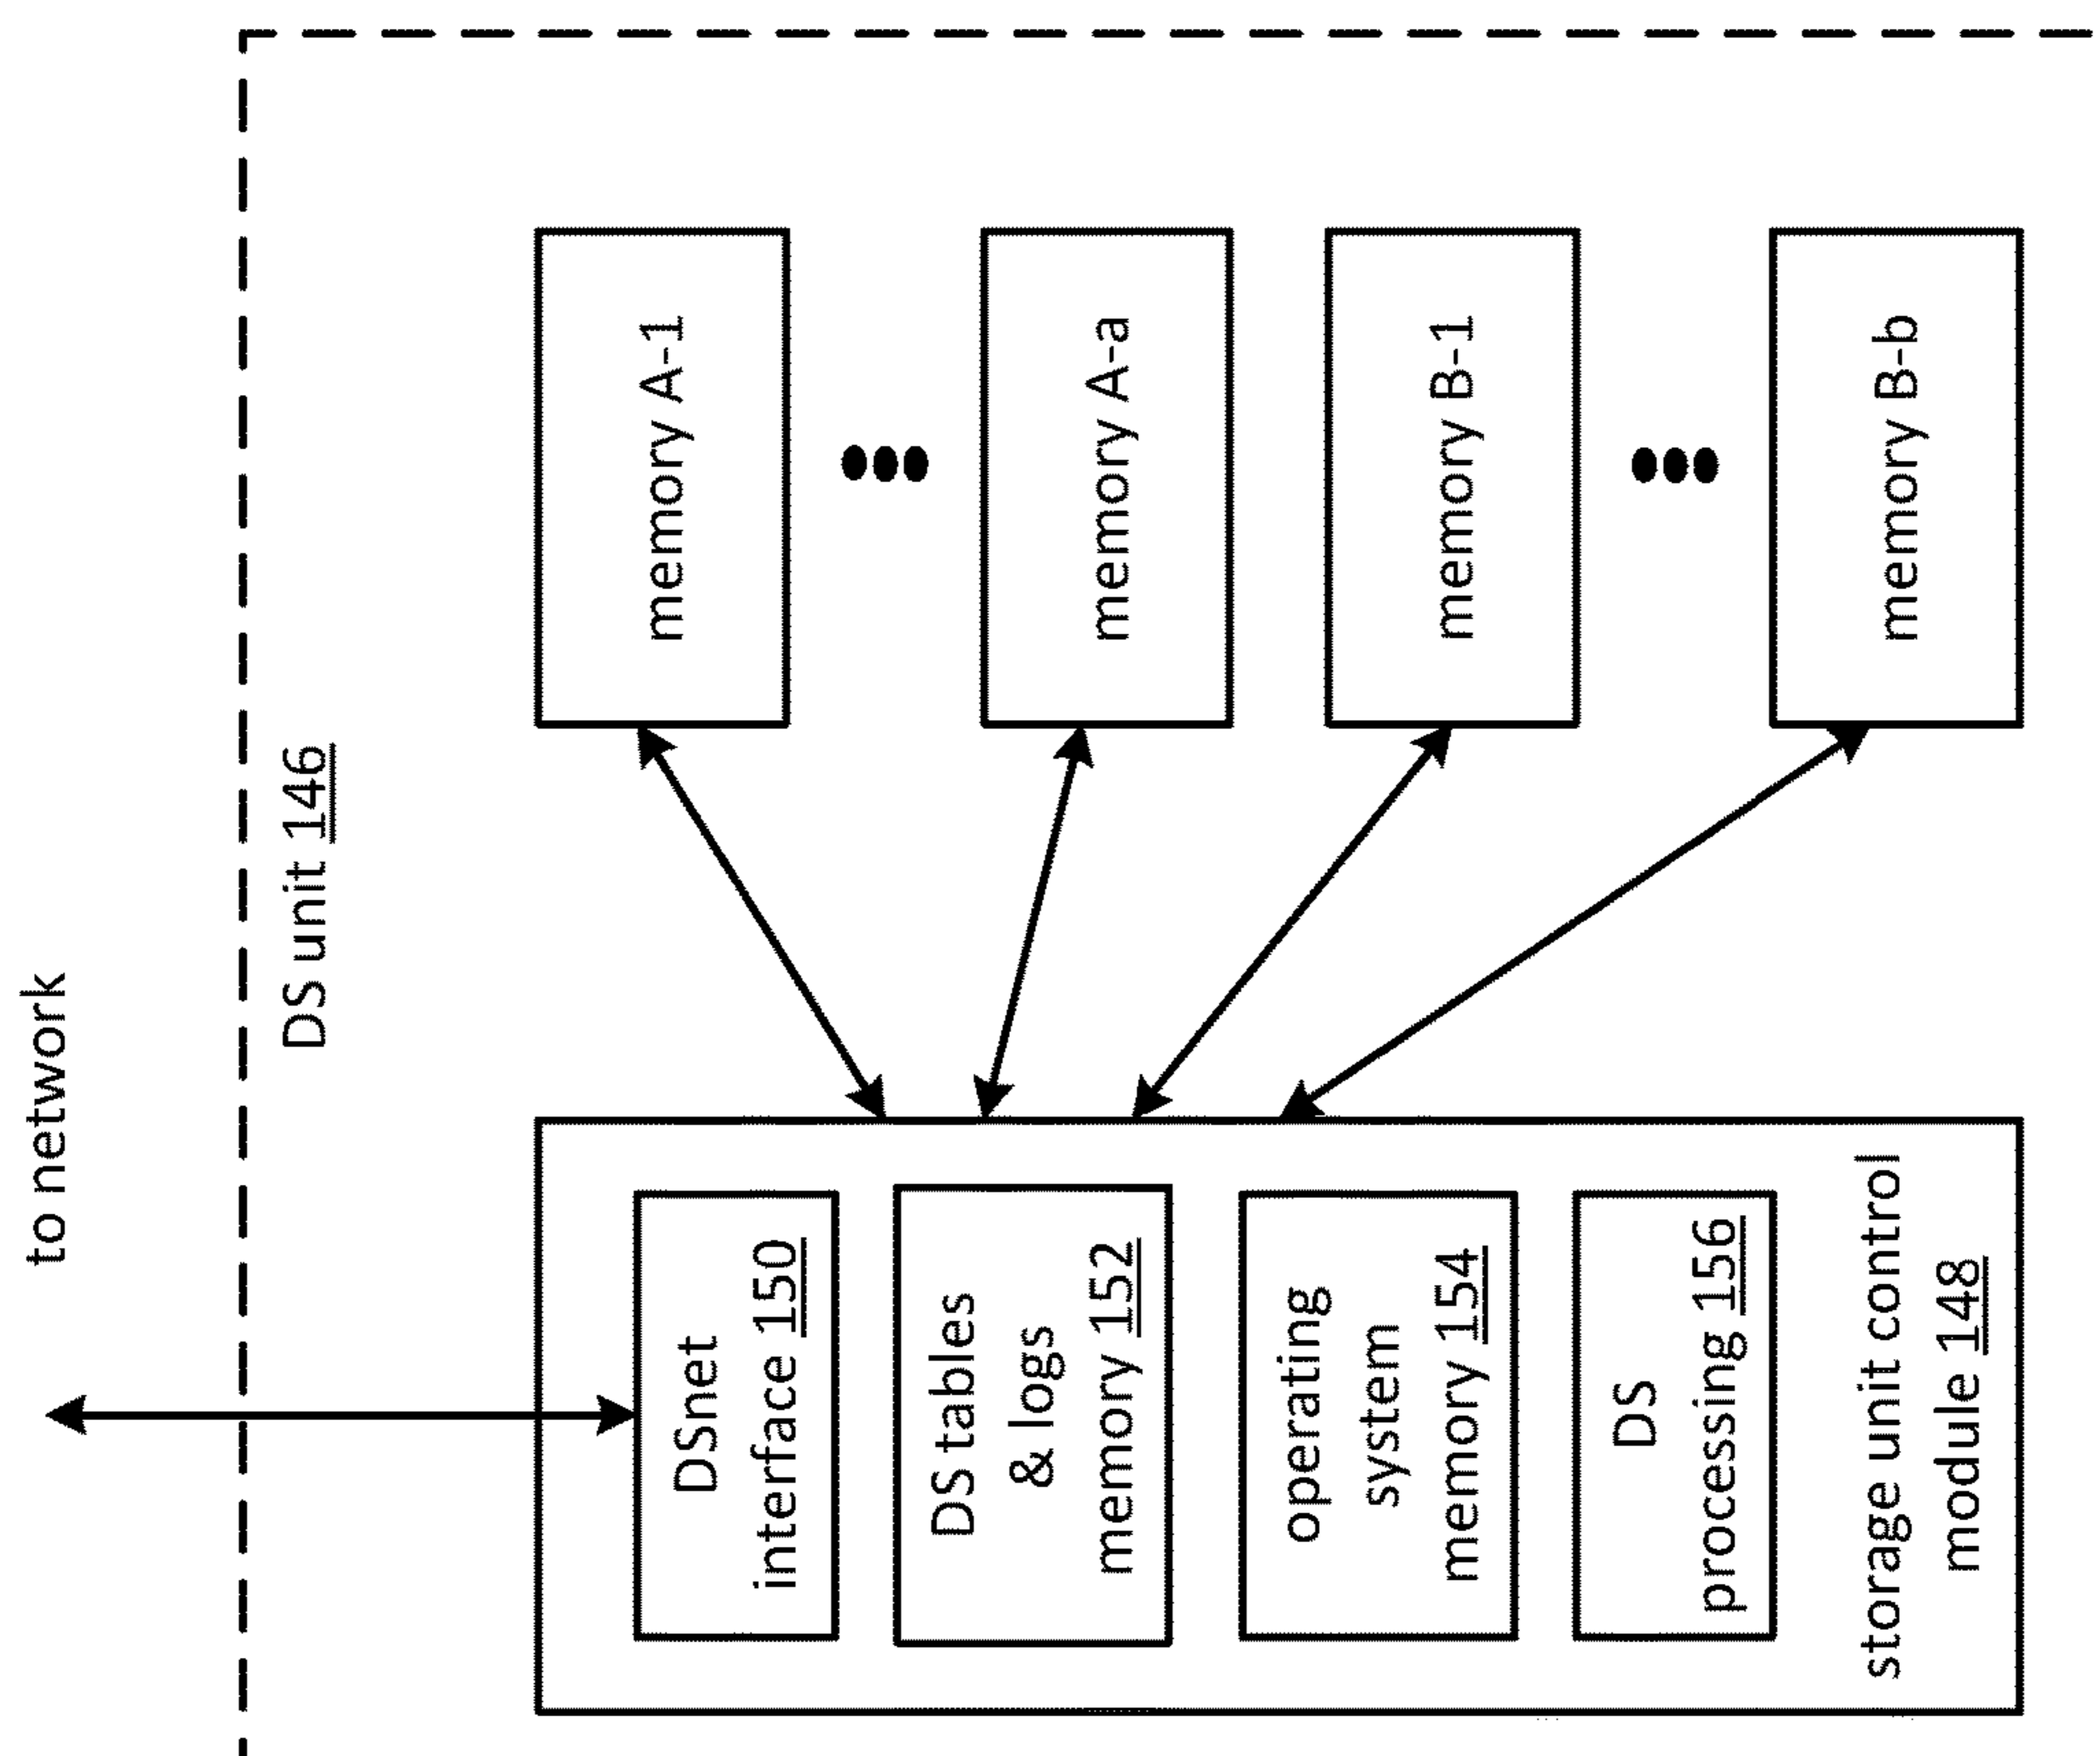 to network
DS unit 146
DSnet
interface 150
DS tables
& logs
memory 152
operating
system
memory 154
DS
processing 156
storage unit control
module 148
memory A-1
memory A-a
memory B-1
memory B-b